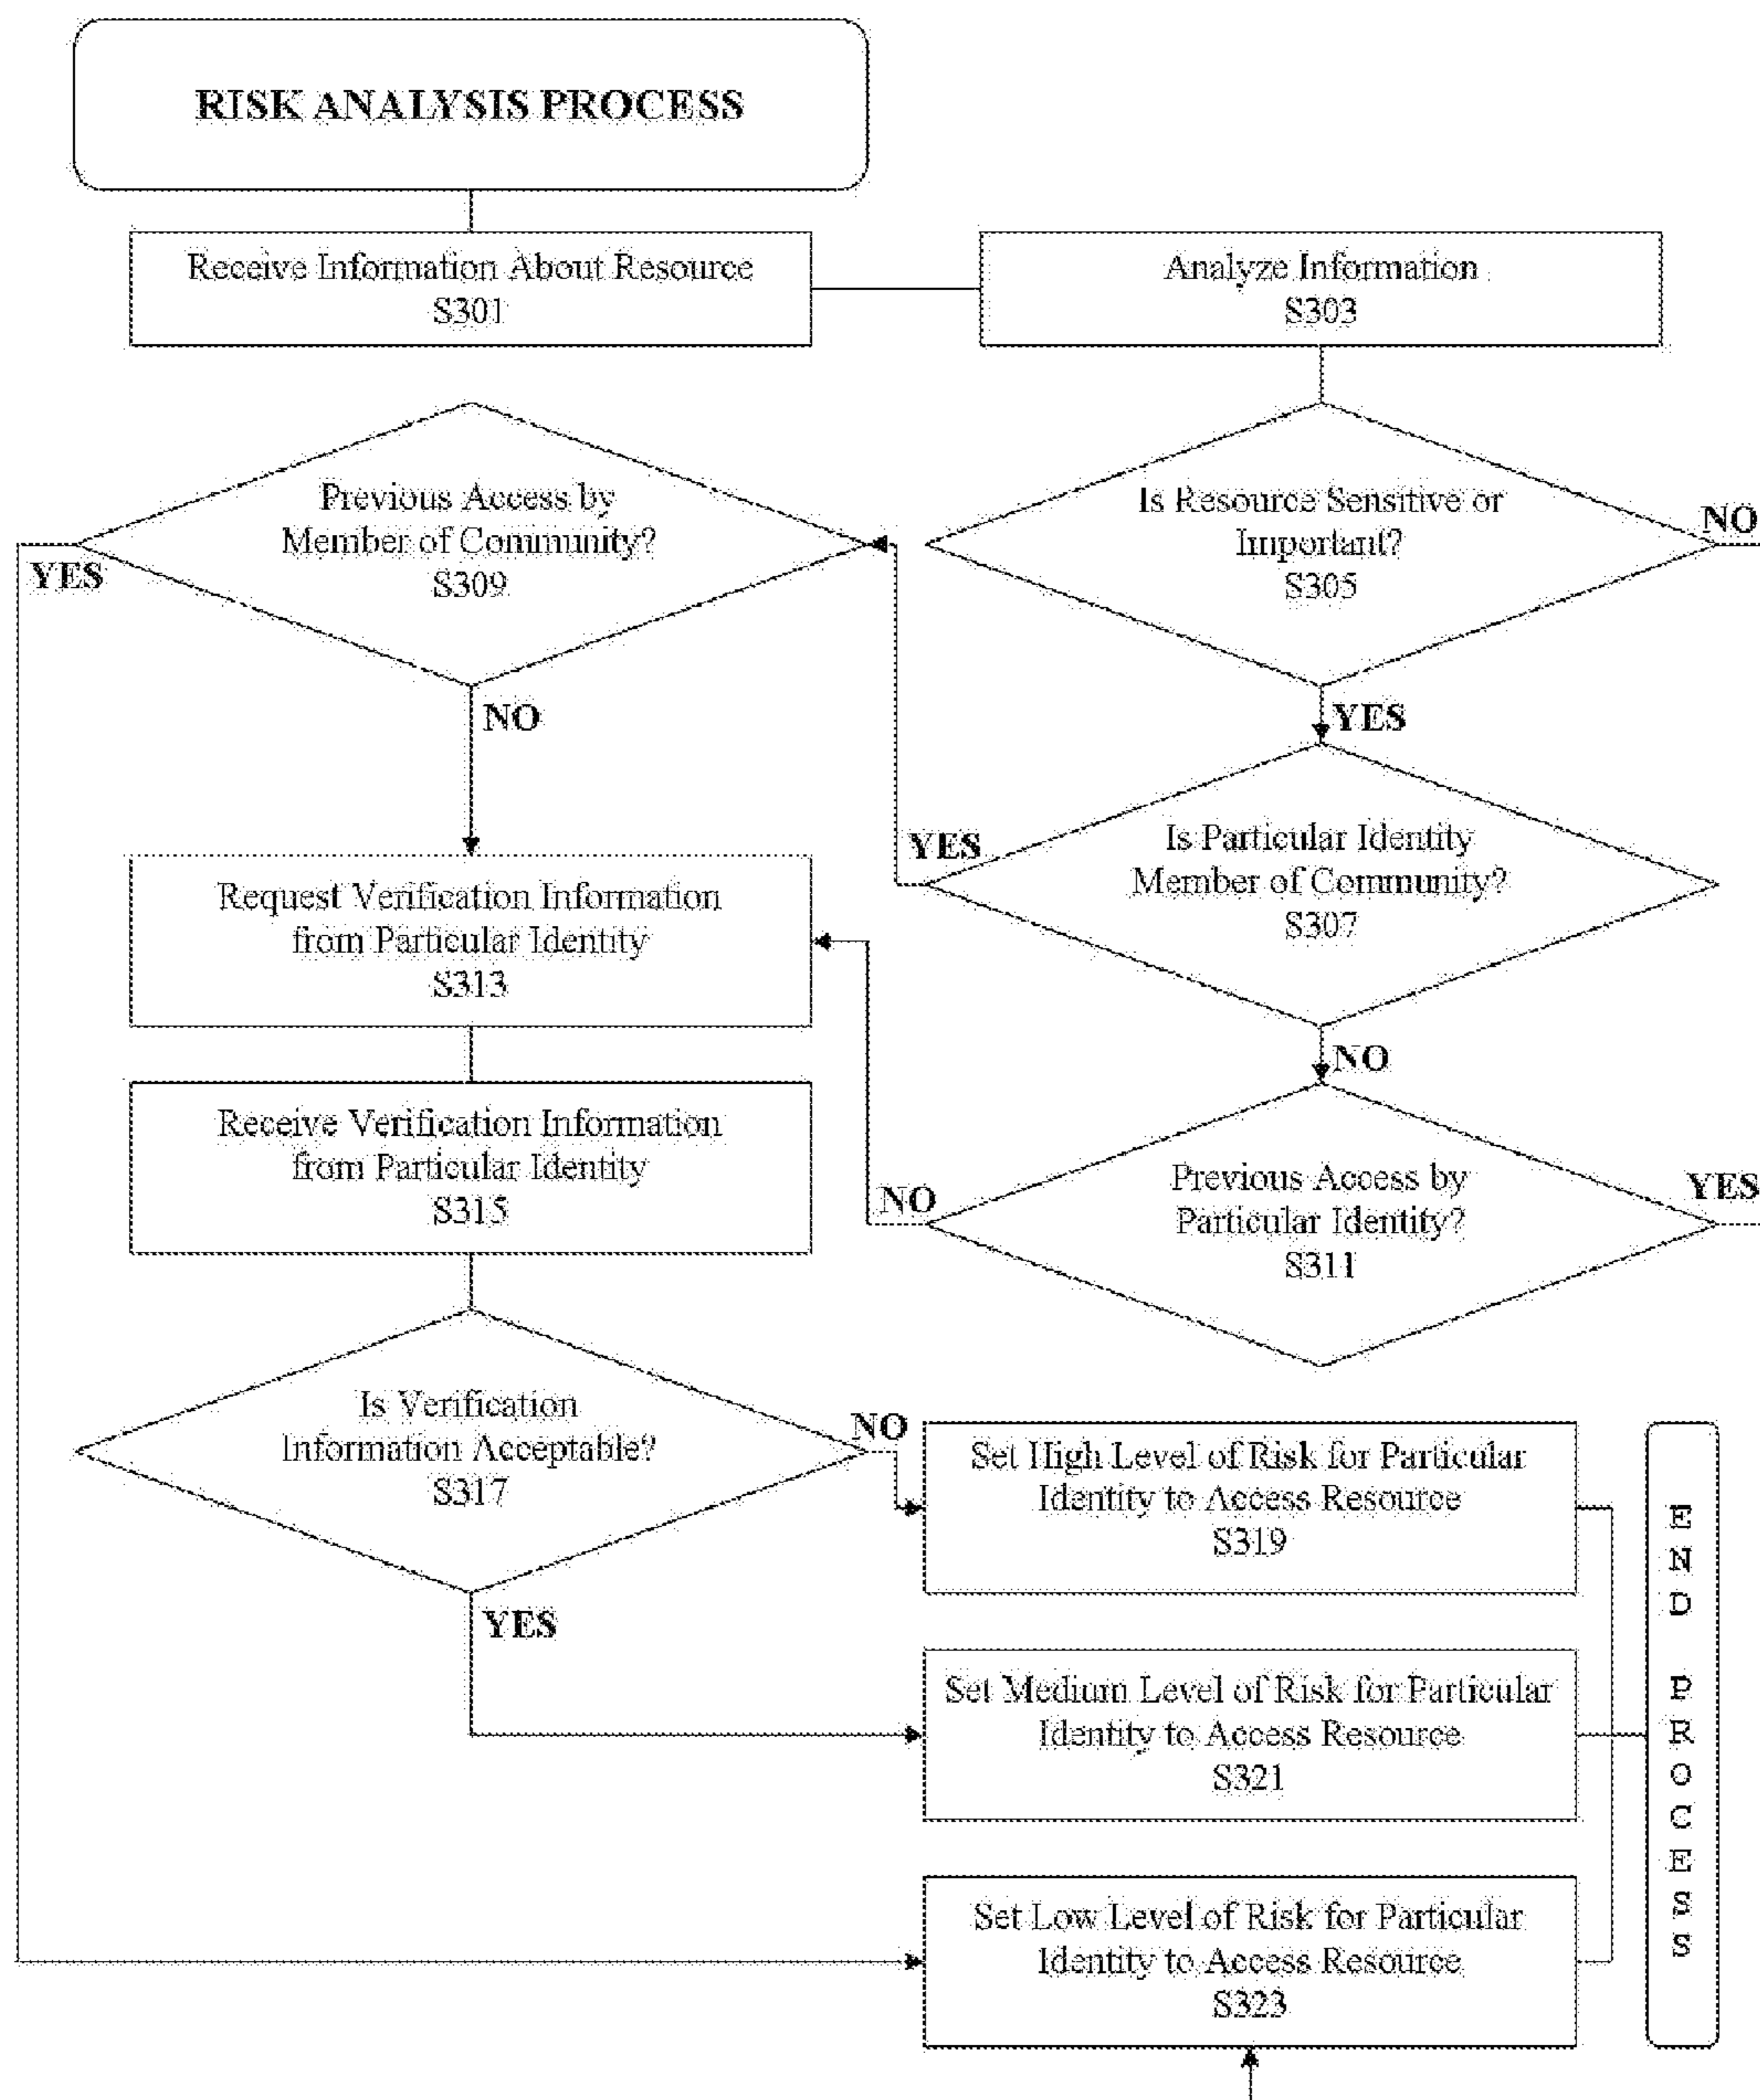 RISK ANALYSIS PROCESS
Receive Information About Resource
S301
Analyze Information
S303
Previous Access by
Member of Community?
S309
YES
NO
Is Resource Sensitive or
Important?
S305
NO
YES
Is Particular Identity
Member of Community?
S307
YES
NO
Request Verification Information
from Particular Identity
S313
Receive Verification Information
from Particular Identity
S315
Previous Access by
Particular Identity?
S311
NO
YES
Is Verification
Information Acceptable?
S317
NO
YES
Set High Level of Risk for Particular
Identity to Access Resource
S319
Set Medium Level of Risk for Particular
Identity to Access Resource
S321
Set Low Level of Risk for Particular
Identity to Access Resource
S323
END PROCESS